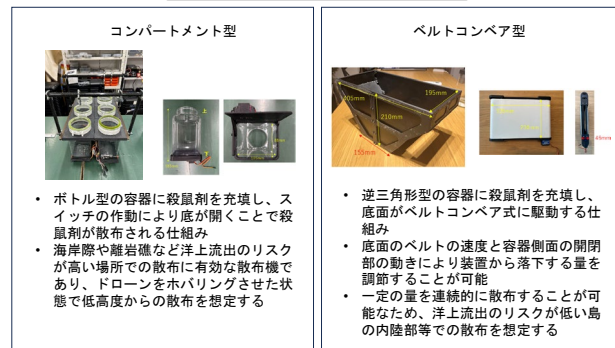 コンパートメント型
• ボトル型の容器に殺鼠剤を充填し、ス
イッチの作動により底が開くことで殺
鼠剤が散布される仕組み
• 海岸際や離岩礁など洋上流出のリスク
が高い場所での散布に有効な散布機で
あり、ドローンをホバリングさせた状
態で低高度からの散布を想定する
ベルトコンベア型
195mm
405mm
210mm
155mm
• 逆三角形型の容器に殺鼠剤を充填し、
底面がベルトコンベア式に駆動する仕
組み
• 底面のベルトの速度と容器側面の開閉
部の動きにより装置から落下する量を
調節することが可能
• 一定の量を連続的に散布することが可
能なため、洋上流出のリスクが低い島
の内陸部等での散布を想定する